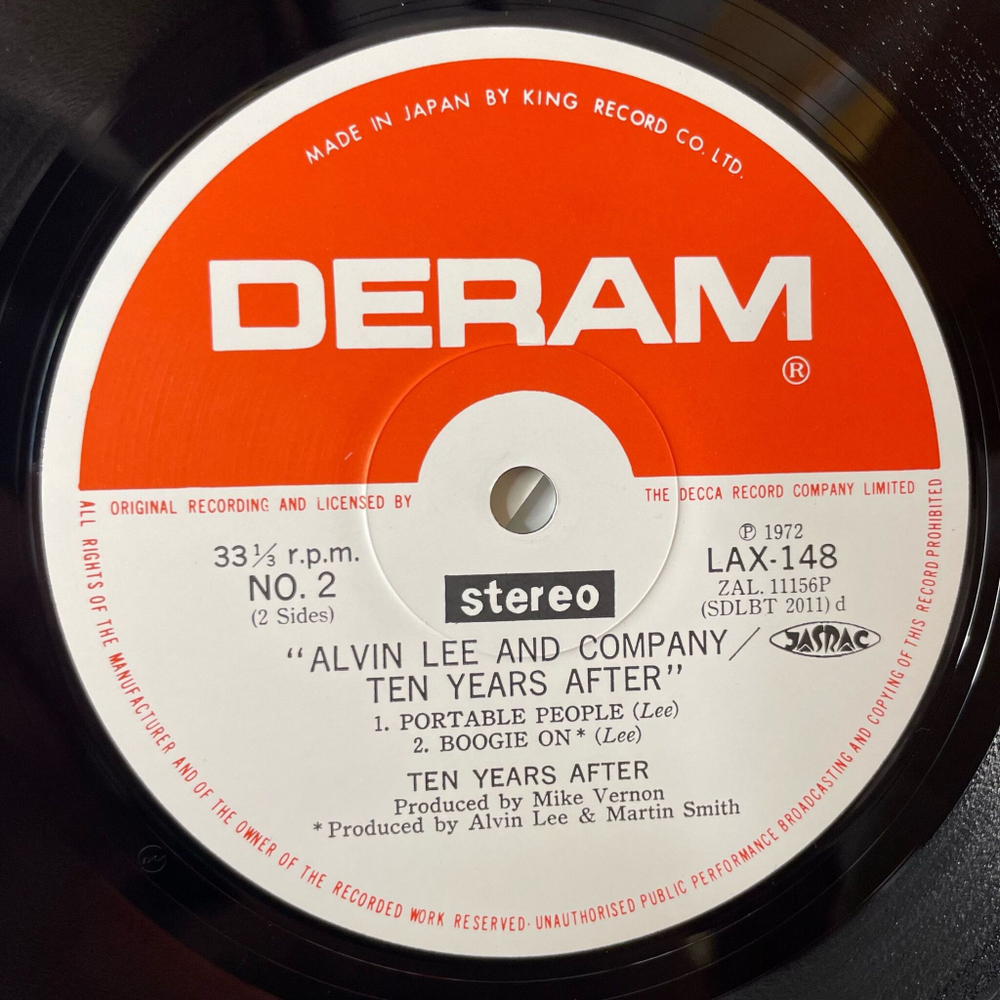 MADE IN JAPAN BY KING RECORD CO. LTD.
DERAM
®
ORIGINAL RECORDING AND LICENSED BY
THE DECCA RECORD COMPANY LIMITED
33 1/3 r.p.m.
NO. 2
(2 Sides)
stereo
℗ 1972
LAX-148
ZAL. 11156P
(SDLBT 2011) d
JASRAC
"ALVIN LEE AND COMPANY/
TEN YEARS AFTER"
1. PORTABLE PEOPLE (Lee)
2. BOOGIE ON* (Lee)
TEN YEARS AFTER
Produced by Mike Vernon
*Produced by Alvin Lee & Martin Smith
ALL RIGHTS OF THE MANUFACTURER AND OF THE OWNER OF THE RECORDED WORK RESERVED· UNAUTHORISED PUBLIC PERFORMANCE BROADCASTING AND COPYING OF THIS RECORD PROHIBITED